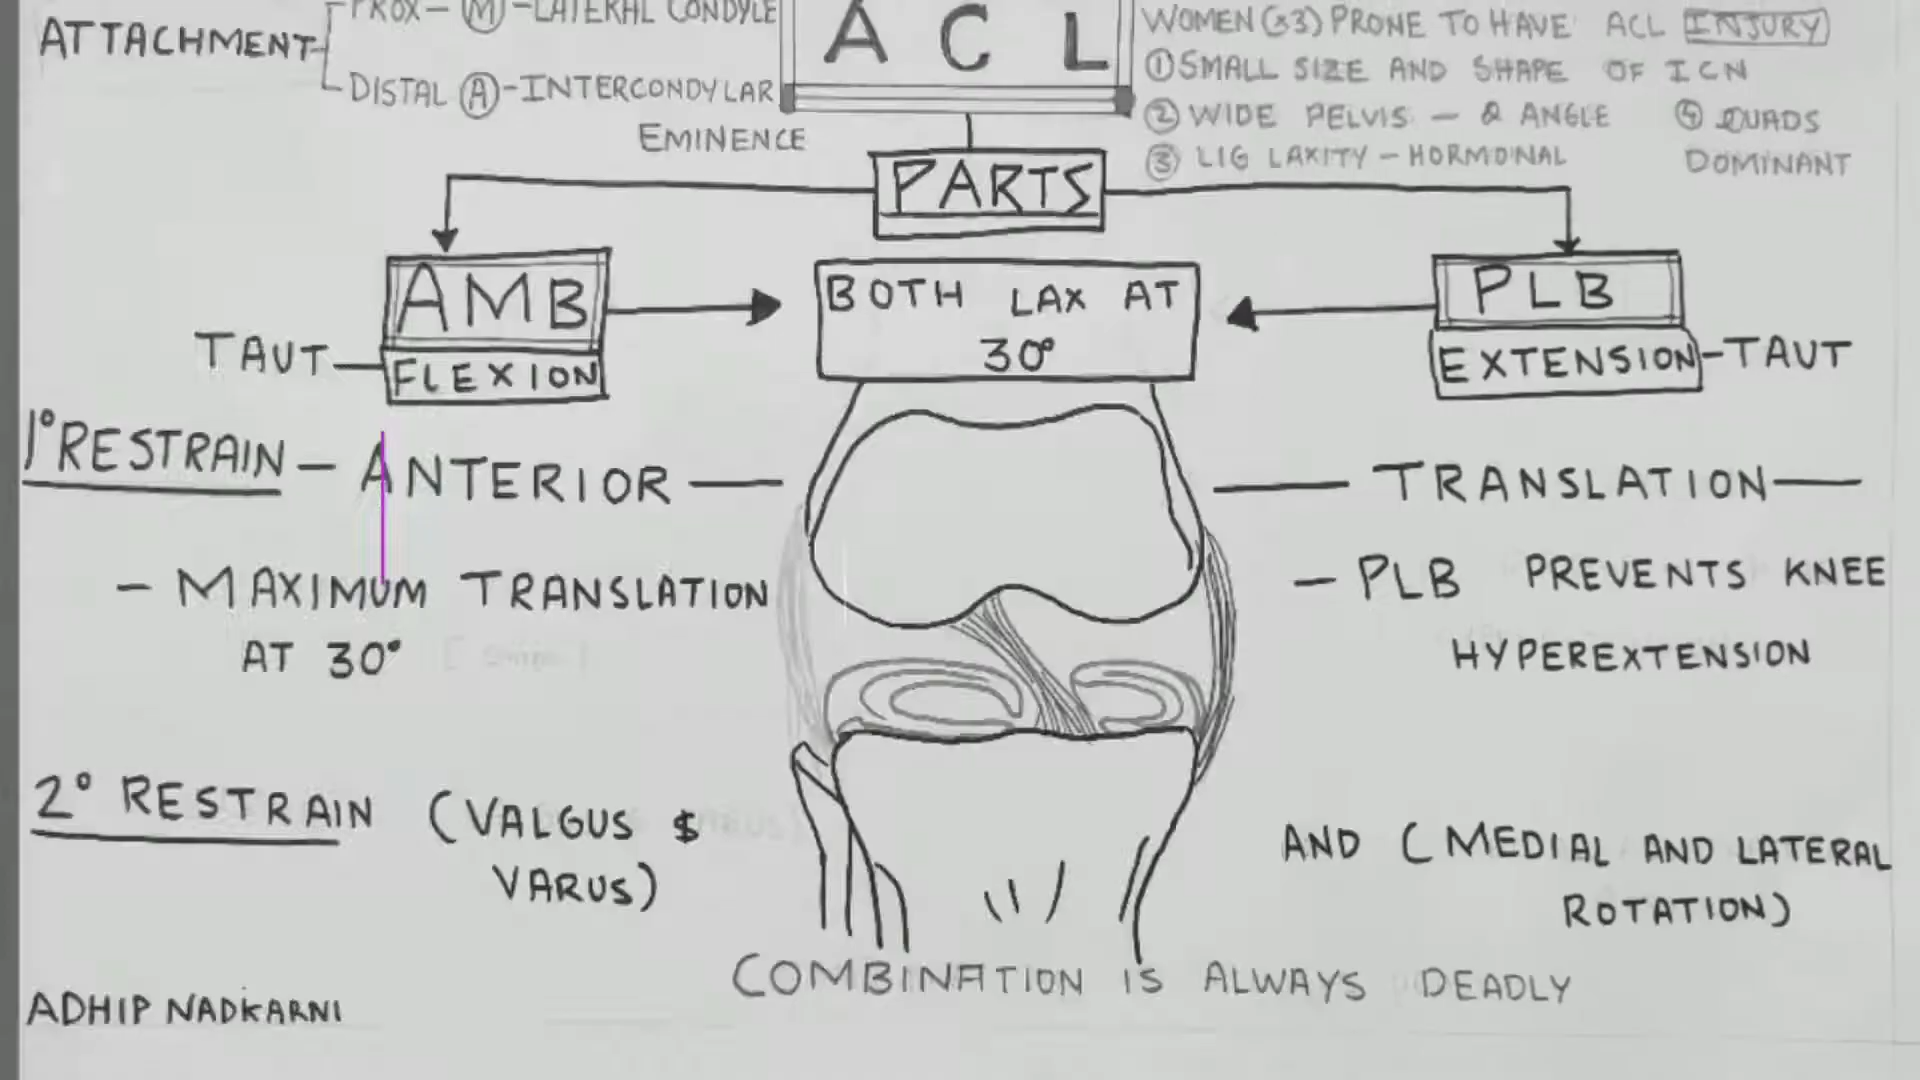 ATTACHMENT
PROX - (M) - LATERAL CONDYLE
DISTAL (A) - INTERCONDYLAR
EMINENCE
ACL
WOMEN (x3) PRONE TO HAVE ACL INJURY
① SMALL SIZE AND SHAPE OF ICN
② WIDE PELVIS - Q ANGLE
③ LIG LAXITY - HORMONAL
④ QUADS
DOMINANT
PARTS
AMB
FLEXION
TAUT
BOTH LAX AT
30°
PLB
EXTENSION - TAUT
1° RESTRAIN - ANTERIOR — — TRANSLATION —
- MAXIMUM TRANSLATION
AT 30°
- PLB PREVENTS KNEE
HYPEREXTENSION
2° RESTRAIN (VALGUS $
VARUS)
AND (MEDIAL AND LATERAL
ROTATION)
COMBINATION IS ALWAYS DEADLY
ADHIP NADKARNI